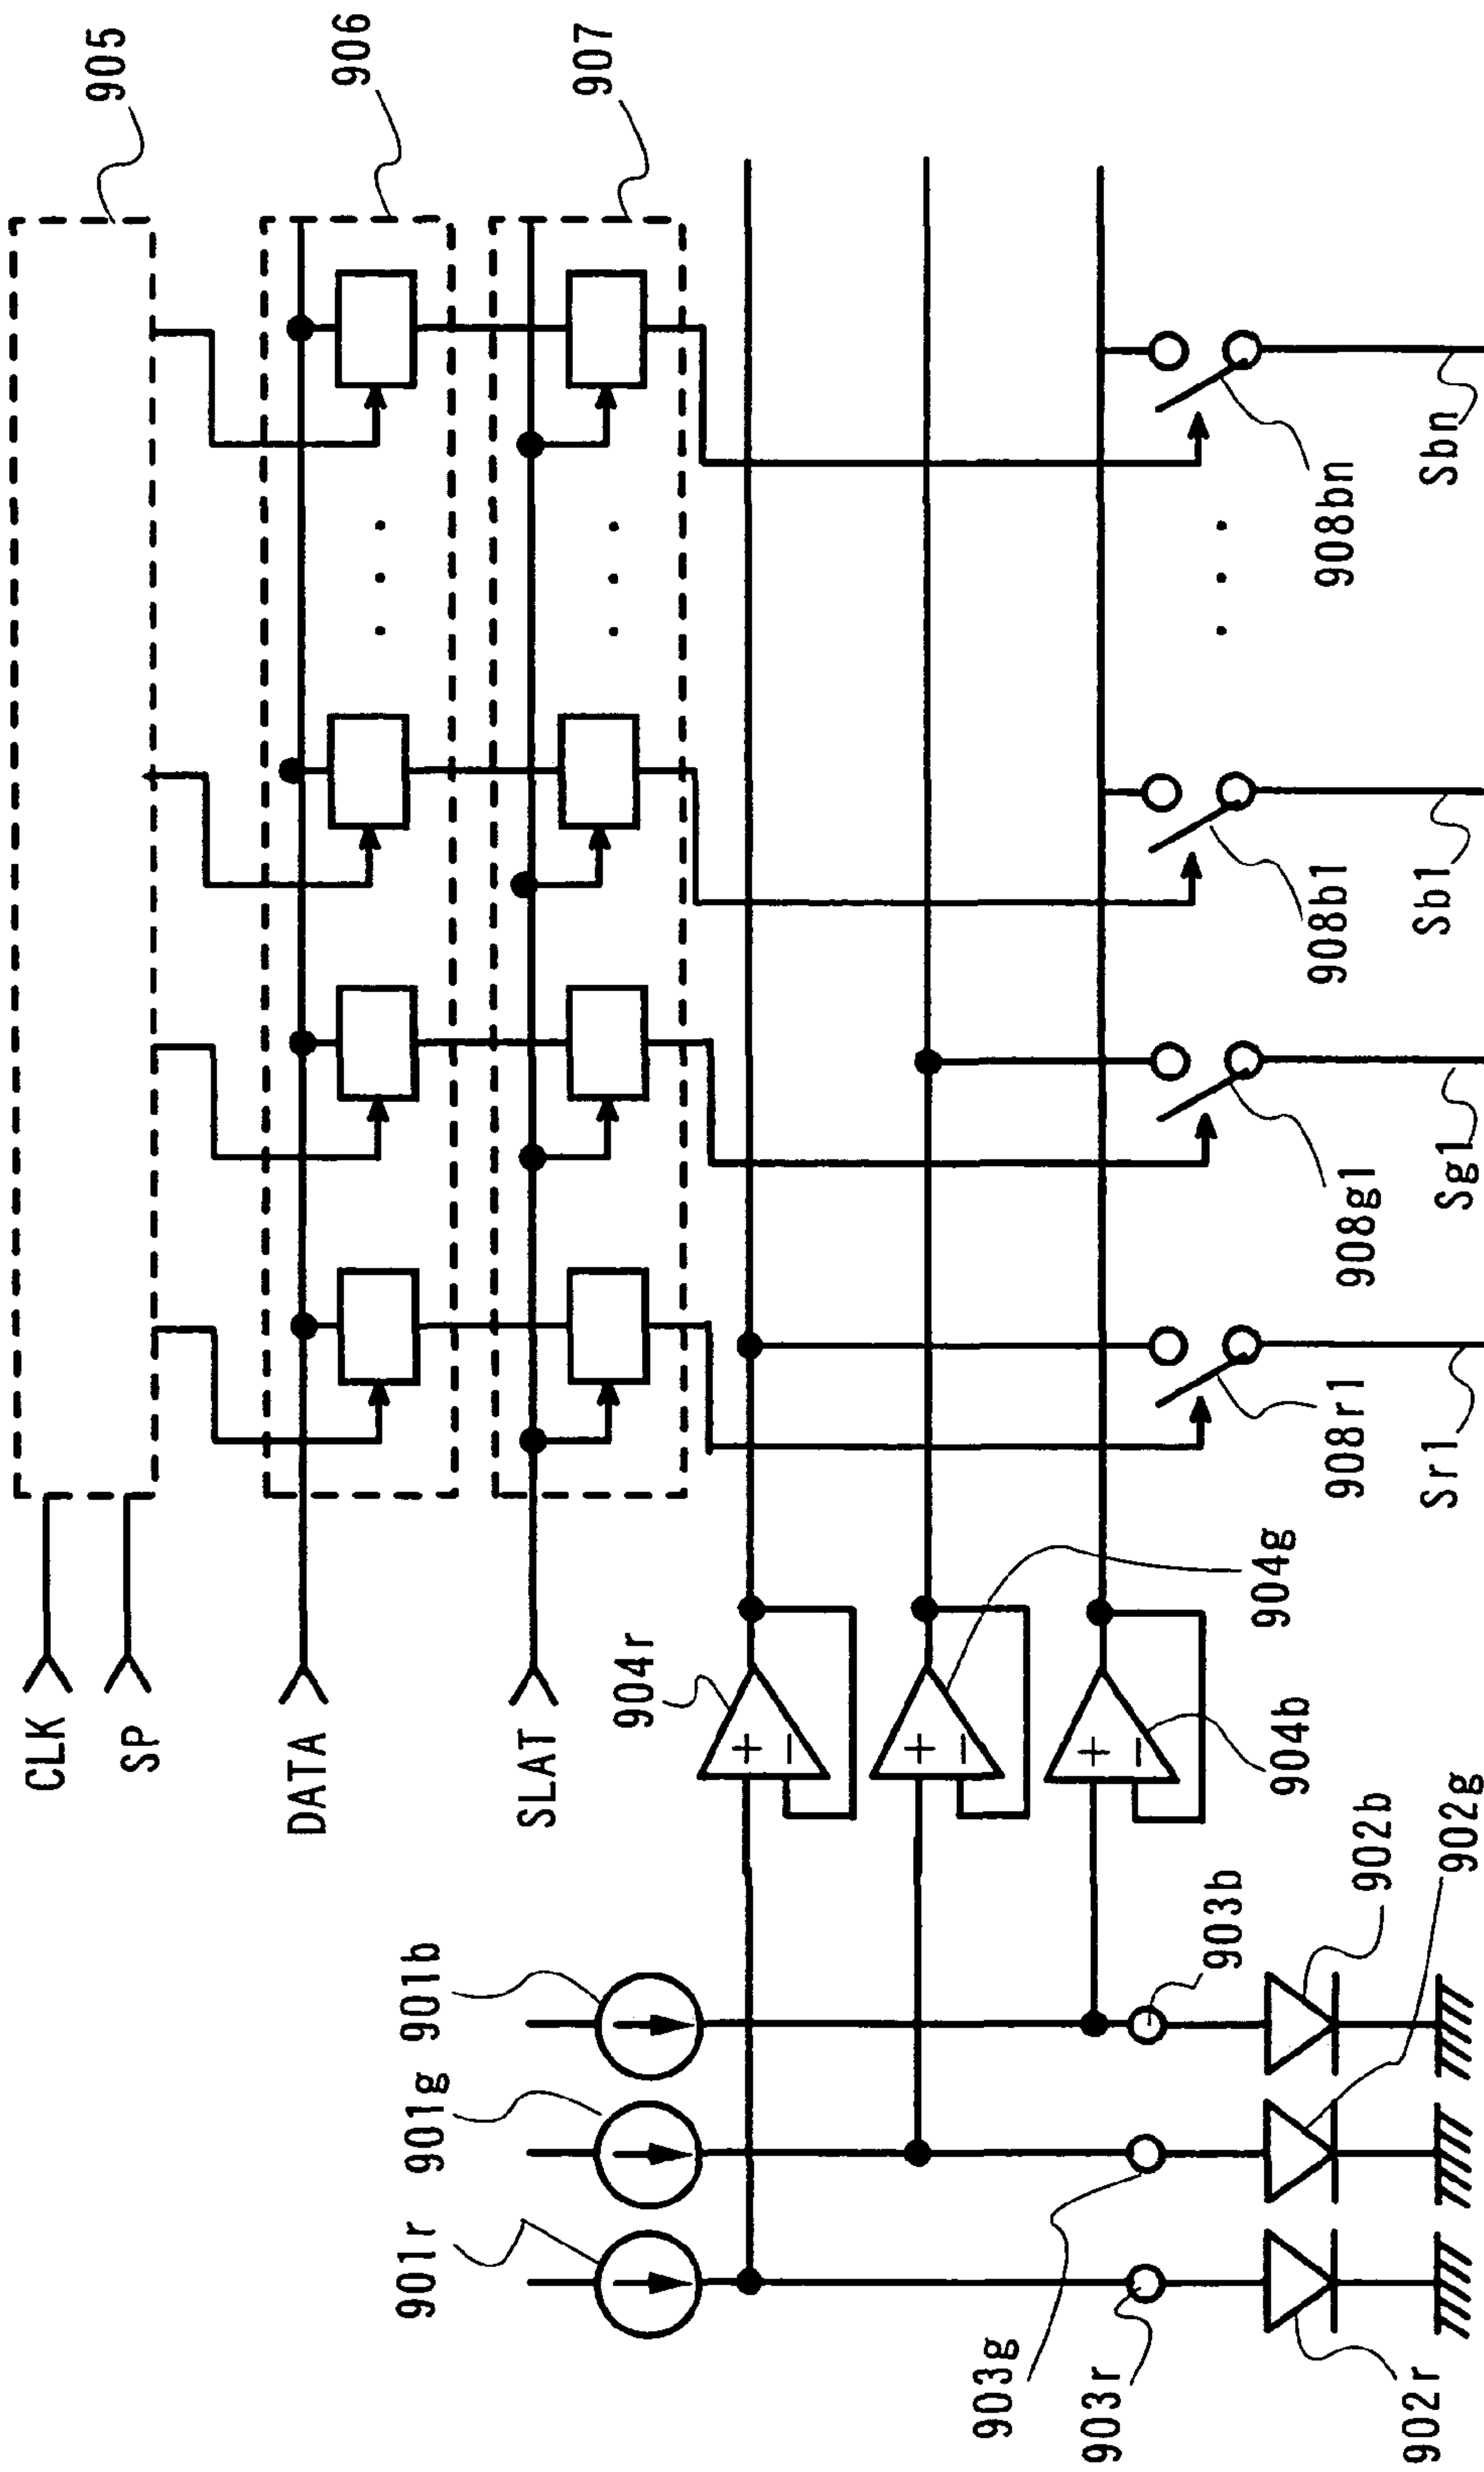 CLK
SP
DATA
SLAT
905
906
907
901r
901g
901b
904r
904g
904b
+
−
+
−
+
−
903g
903r
903b
902r
902b
902g
908r1
908g1
908b1
908bn
Sr1
Sg1
Sb1
Sbn